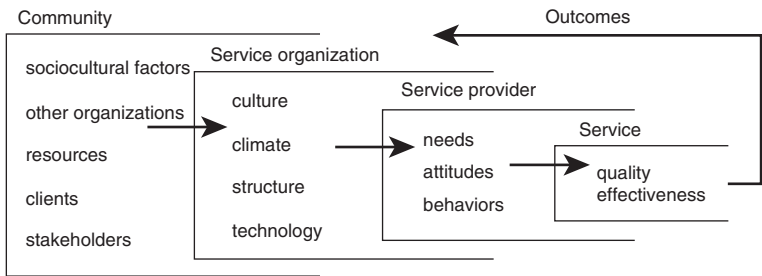 Community
Outcomes
Service organization
sociocultural factors
other organizations
resources
clients
stakeholders
culture
climate
structure
technology
Service provider
needs
attitudes
behaviors
Service
quality
effectiveness